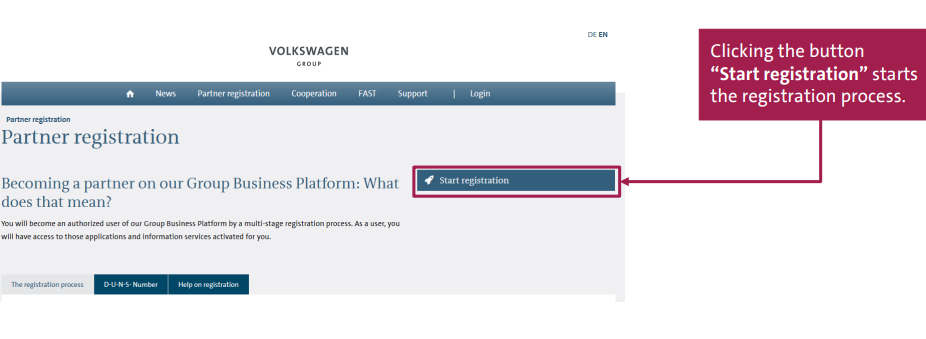 DE EN
VOLKSWAGEN
GROUP
News Partner registration Cooperation FAST Support | Login
Partner registration
Partner registration
Becoming a partner on our Group Business Platform: What
does that mean?
You will become an authorized user of our Group Business Platform by a multi-stage registration process. As a user, you
will have access to those applications and information services activated for you.
Start registration
The registration process D-U-N-S- Number Help on registration
Clicking the button
“Start registration” starts
the registration process.